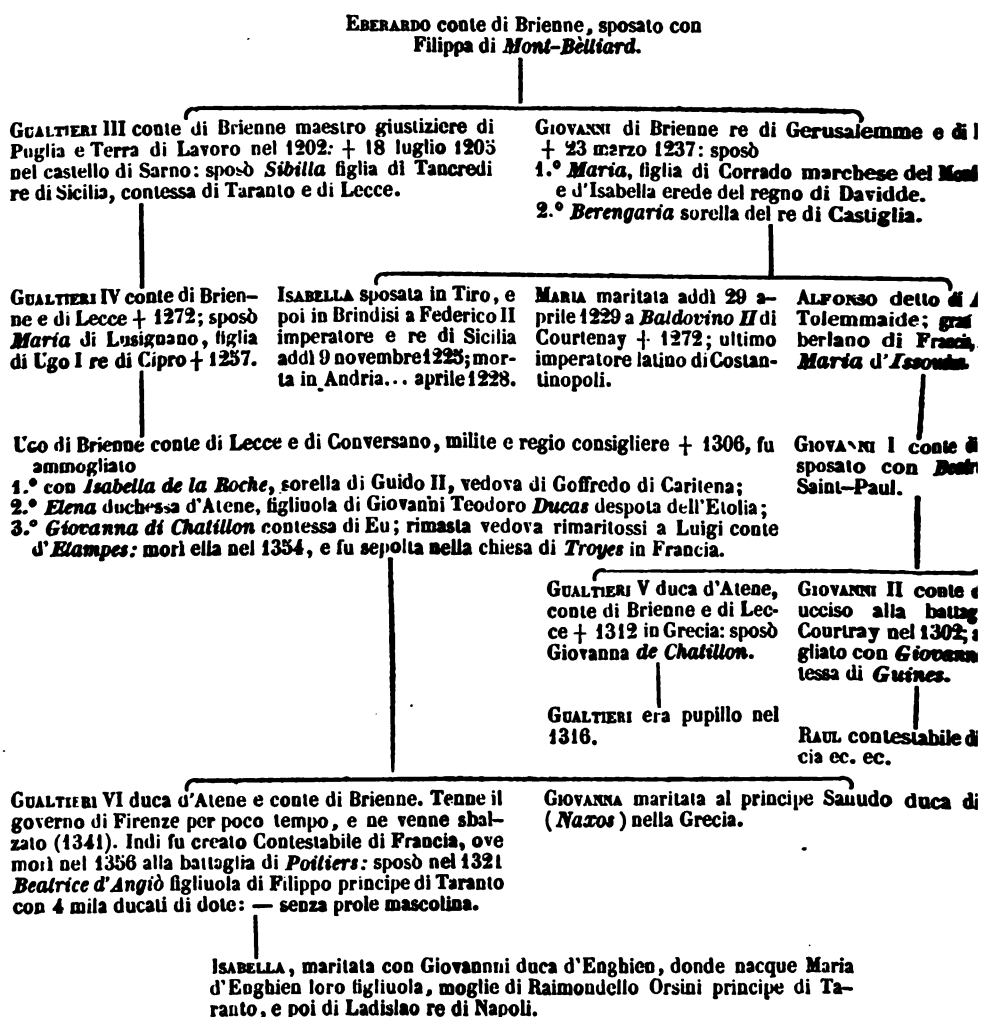 EBERARDO conte di Brienne, sposato con
Filippa di Mont-Bèlliard.
GUALTIERI III conte di Brienne maestro giustiziere di
Puglia e Terra di Lavoro nel 1202: + 18 luglio 1205
nel castello di Sarno: sposò Sibilla figlia di Tancredi
re di Sicilia, contessa di Taranto e di Lecce.
GIOVANNI di Brienne re di Gerusalemme e di
+ 23 marzo 1237: sposò
1.º Maria, figlia di Corrado marchese del
e d'Isabella erede del regno di Davidde.
2.º Berengaria sorella del re di Castiglia.
GUALTIERI IV conte di Brien-
ne e di Lecce + 1272; sposò
Maria di Lusignano, figlia
di Ugo I re di Cipro + 1257.
ISABELLA sposata in Tiro, e
poi in Brindisi a Federico II
imperatore e re di Sicilia
addì 9 novembre 1225; mor-
ta in Andria... aprile 1228.
MARIA maritata addì 29 a-
prile 1229 a Baldovino II di
Courtenay + 1272; ultimo
imperatore latino di Costan-
tinopoli.
ALFONSO detto di
Tolemmaide; gran
berlano di Francia,
Maria d'Issoudun.
UGO di Brienne conte di Lecce e di Conversano, milite e regio consigliere + 1306, fu
ammogliato
1.º con Isabella de la Roche, sorella di Guido II, vedova di Goffredo di Caritena;
2.º Elena duchessa d'Atene, figliuola di Giovanni Teodoro Ducas despota dell'Etolia;
3.º Giovanna di Chatillon contessa di Eu; rimasta vedova rimaritossi a Luigi conte
d'Etampes: morì ella nel 1354, e fu sepolta nella chiesa di Troyes in Francia.
GIOVANNI I conte di
sposato con
Saint-Paul.
GUALTIERI V duca d'Atene,
conte di Brienne e di Lec-
ce + 1312 in Grecia: sposò
Giovanna de Chatillon.
GIOVANNI II conte
ucciso alla battag
Courtray nel 1302;
gliato con Giovanna
tessa di Guines.
GUALTIERI era pupillo nel
1316.
RAUL contestabile di
cia ec. ec.
GUALTIERI VI duca d'Atene e conte di Brienne. Tenne il
governo di Firenze per poco tempo, e ne venne sbal-
zato (1341). Indi fu creato Contestabile di Francia, ove
morì nel 1356 alla battaglia di Poitiers: sposò nel 1321
Beatrice d'Angiò figliuola di Filippo principe di Taranto
con 4 mila ducati di dote: — senza prole mascolina.
GIOVANNA maritata al principe Sanudo duca di
(Naxos) nella Grecia.
ISABELLA, maritata con Giovannni duca d'Enghien, donde nacque Maria
d'Enghien loro figliuola, moglie di Raimondello Orsini principe di Ta-
ranto, e poi di Ladislao re di Napoli.